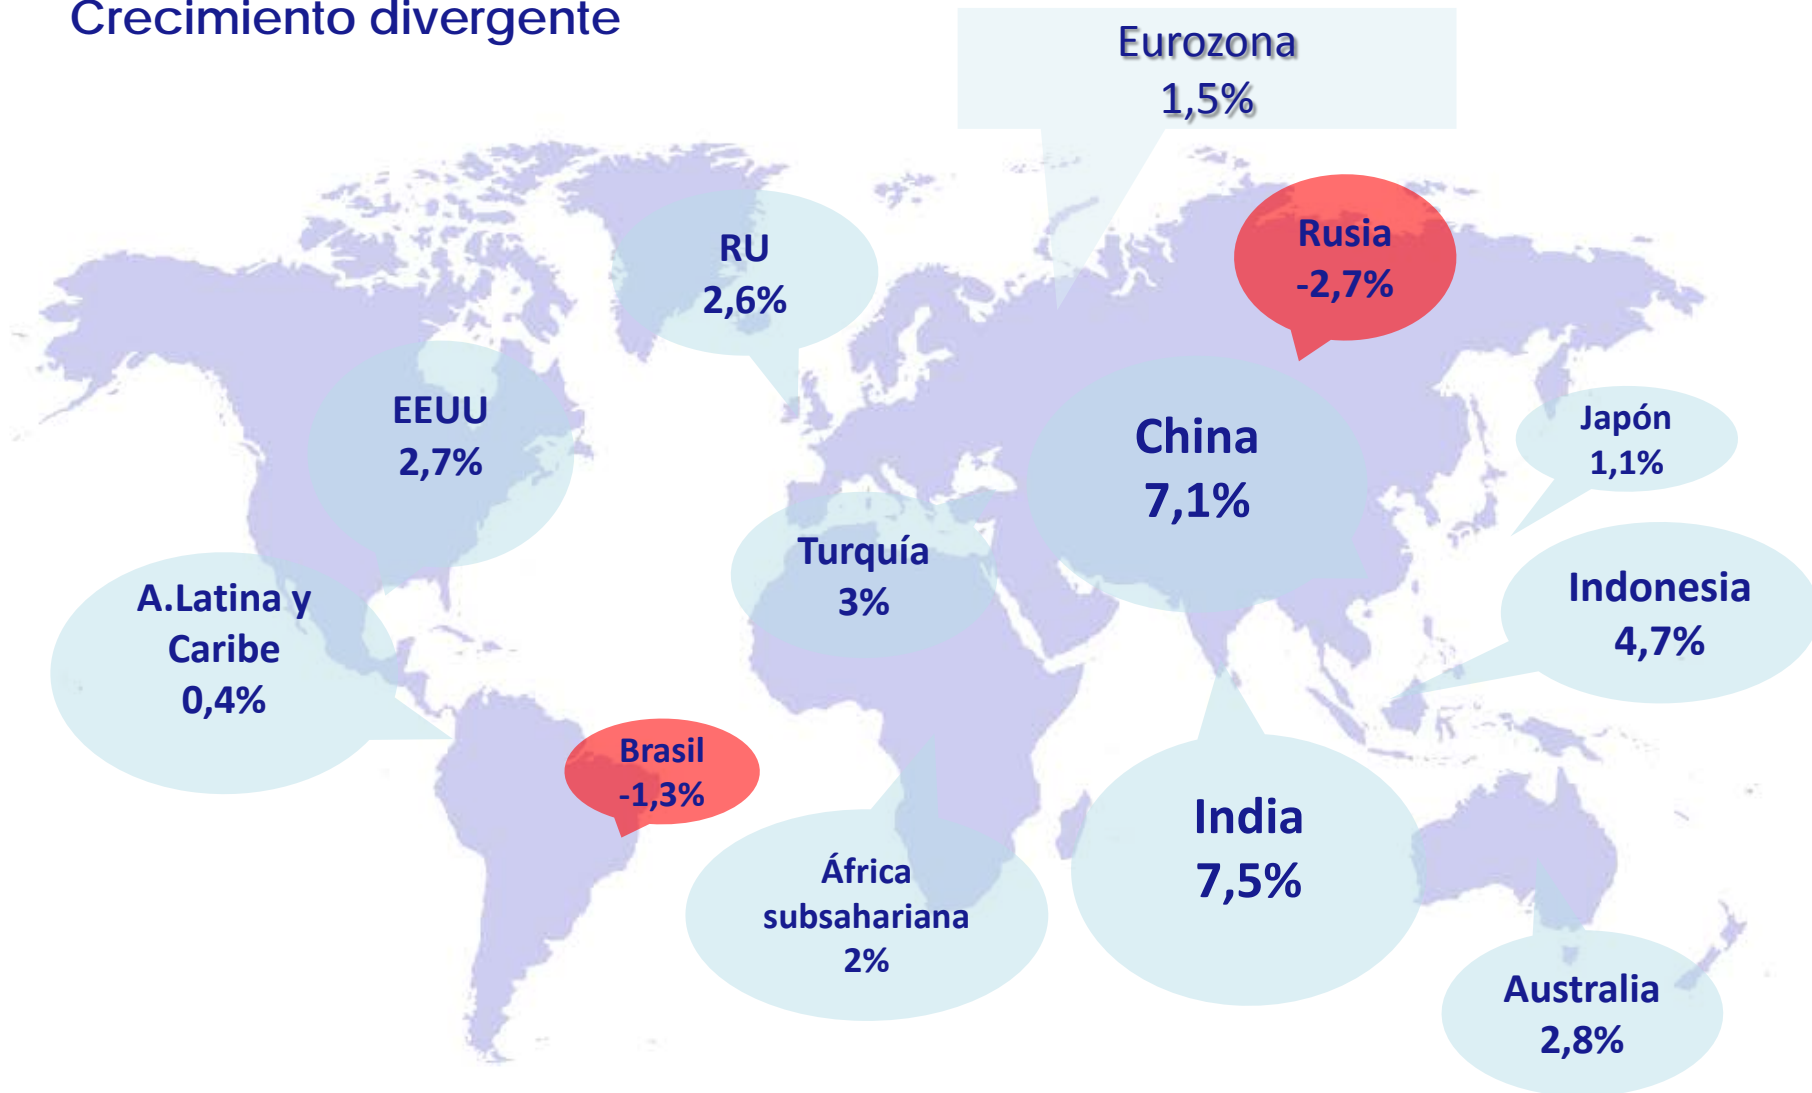 Crecimiento divergente
Eurozona
1,5%
RU
2,6%
Rusia
-2,7%
EEUU
2,7%
China
7,1%
Japón
1,1%
Turquía
3%
Indonesia
4,7%
A.Latina y
Caribe
0,4%
Brasil
-1,3%
India
7,5%
África
subsahariana
2%
Australia
2,8%